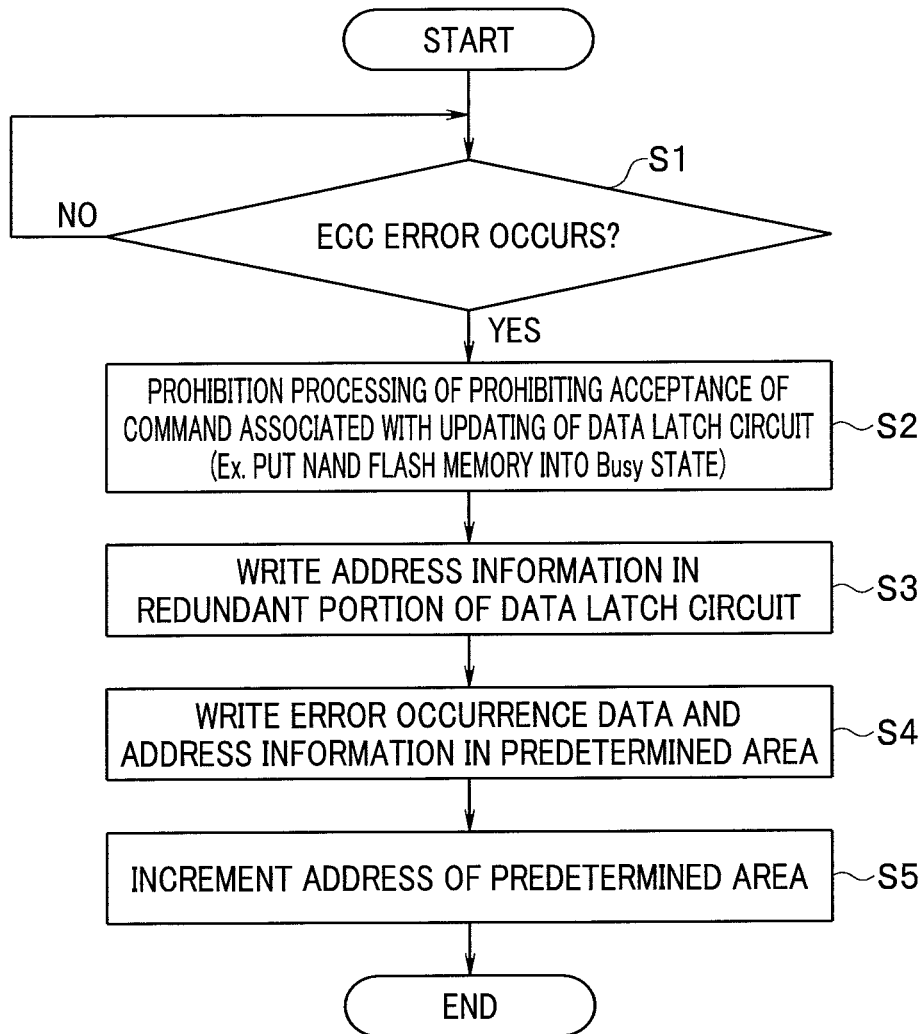 START
S1
NO
ECC ERROR OCCURS?
YES
PROHIBITION PROCESSING OF PROHIBITING ACCEPTANCE OF
COMMAND ASSOCIATED WITH UPDATING OF DATA LATCH CIRCUIT
(Ex. PUT NAND FLASH MEMORY INTO Busy STATE)
S2
WRITE ADDRESS INFORMATION IN
REDUNDANT PORTION OF DATA LATCH CIRCUIT
S3
WRITE ERROR OCCURRENCE DATA AND
ADDRESS INFORMATION IN PREDETERMINED AREA
S4
INCREMENT ADDRESS OF PREDETERMINED AREA
S5
END